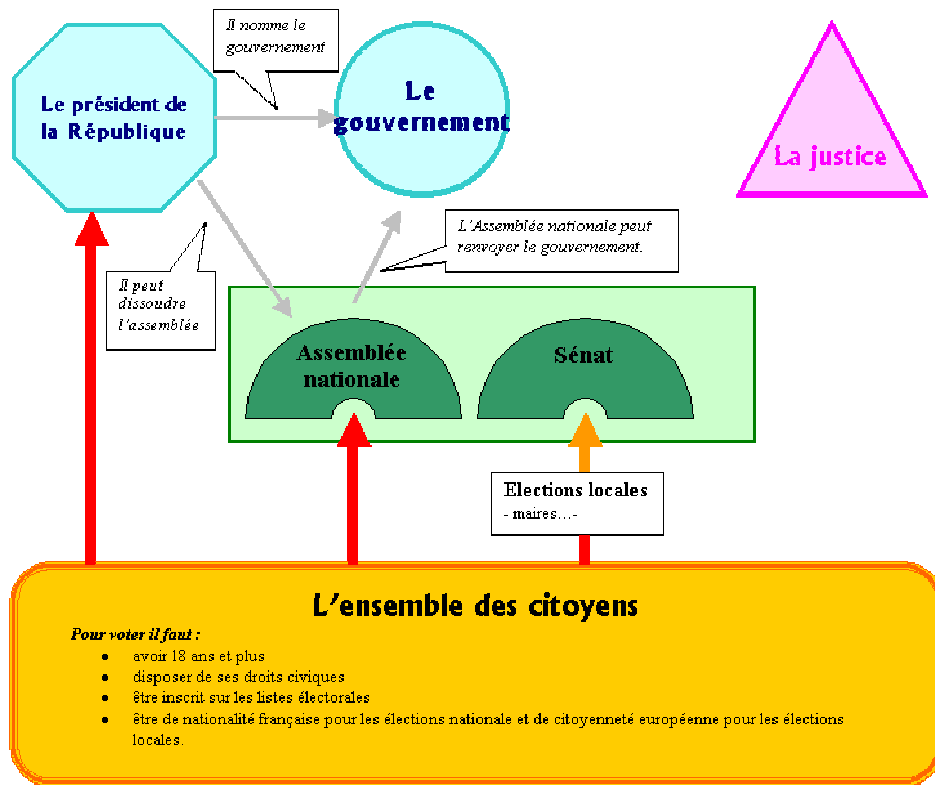 Il nomme le
gouvernement
Le président de
la République
Le
gouvernement
La justice
L'Assemblée nationale peut
renvoyer le gouvernement.
Il peut
dissoudre
l'assemblée
Assemblée
nationale
Sénat
Elections locales
- maires...-
L'ensemble des citoyens
Pour voter il faut :
• avoir 18 ans et plus
• disposer de ses droits civiques
• être inscrit sur les listes électorales
• être de nationalité française pour les élections nationale et de citoyenneté européenne pour les élections
locales.